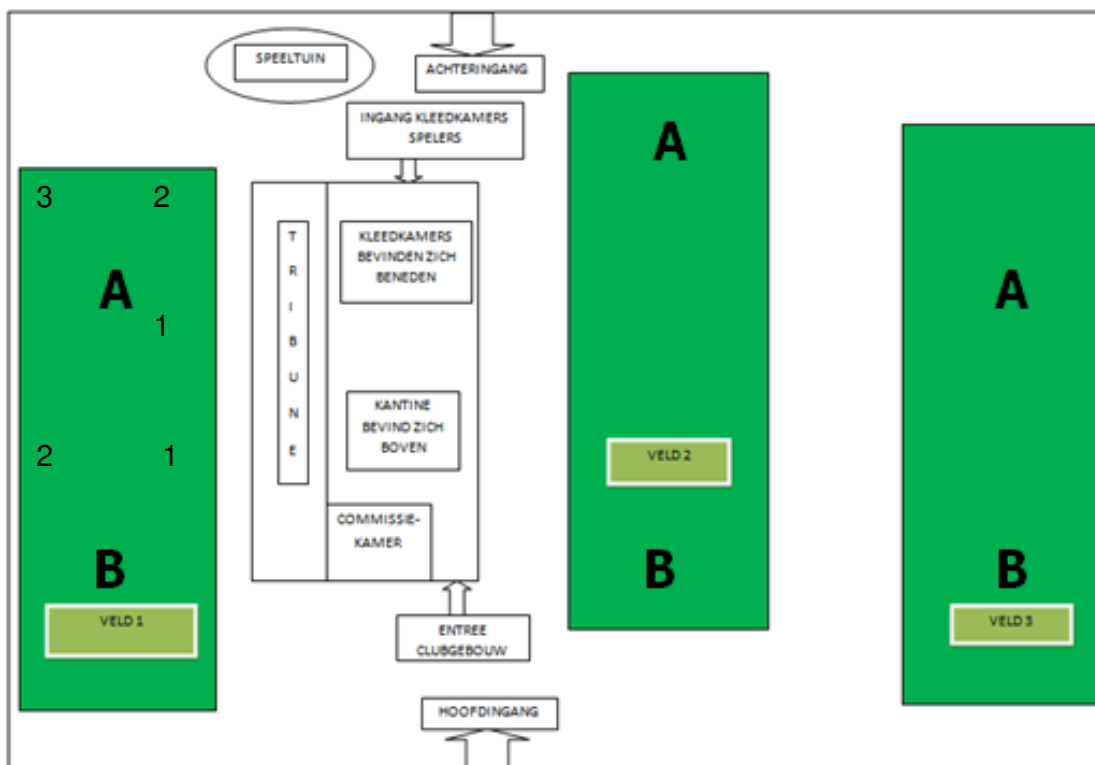 SPEELTUIN
ACHTERINGANG
INGANG KLEEDKAMERS
SPELERS
3
2
A
1
2
1
B
VELD 1
T
R
I
B
U
N
E
KLEEDKAMERS
BEVINDEN ZICH
BENEDEN
KANTINE
BEVIND ZICH
BOVEN
COMMISSIE-
KAMER
ENTREE
CLUBGEBOUW
HOOFDINGANG
A
VELD 2
B
A
B
VELD 3